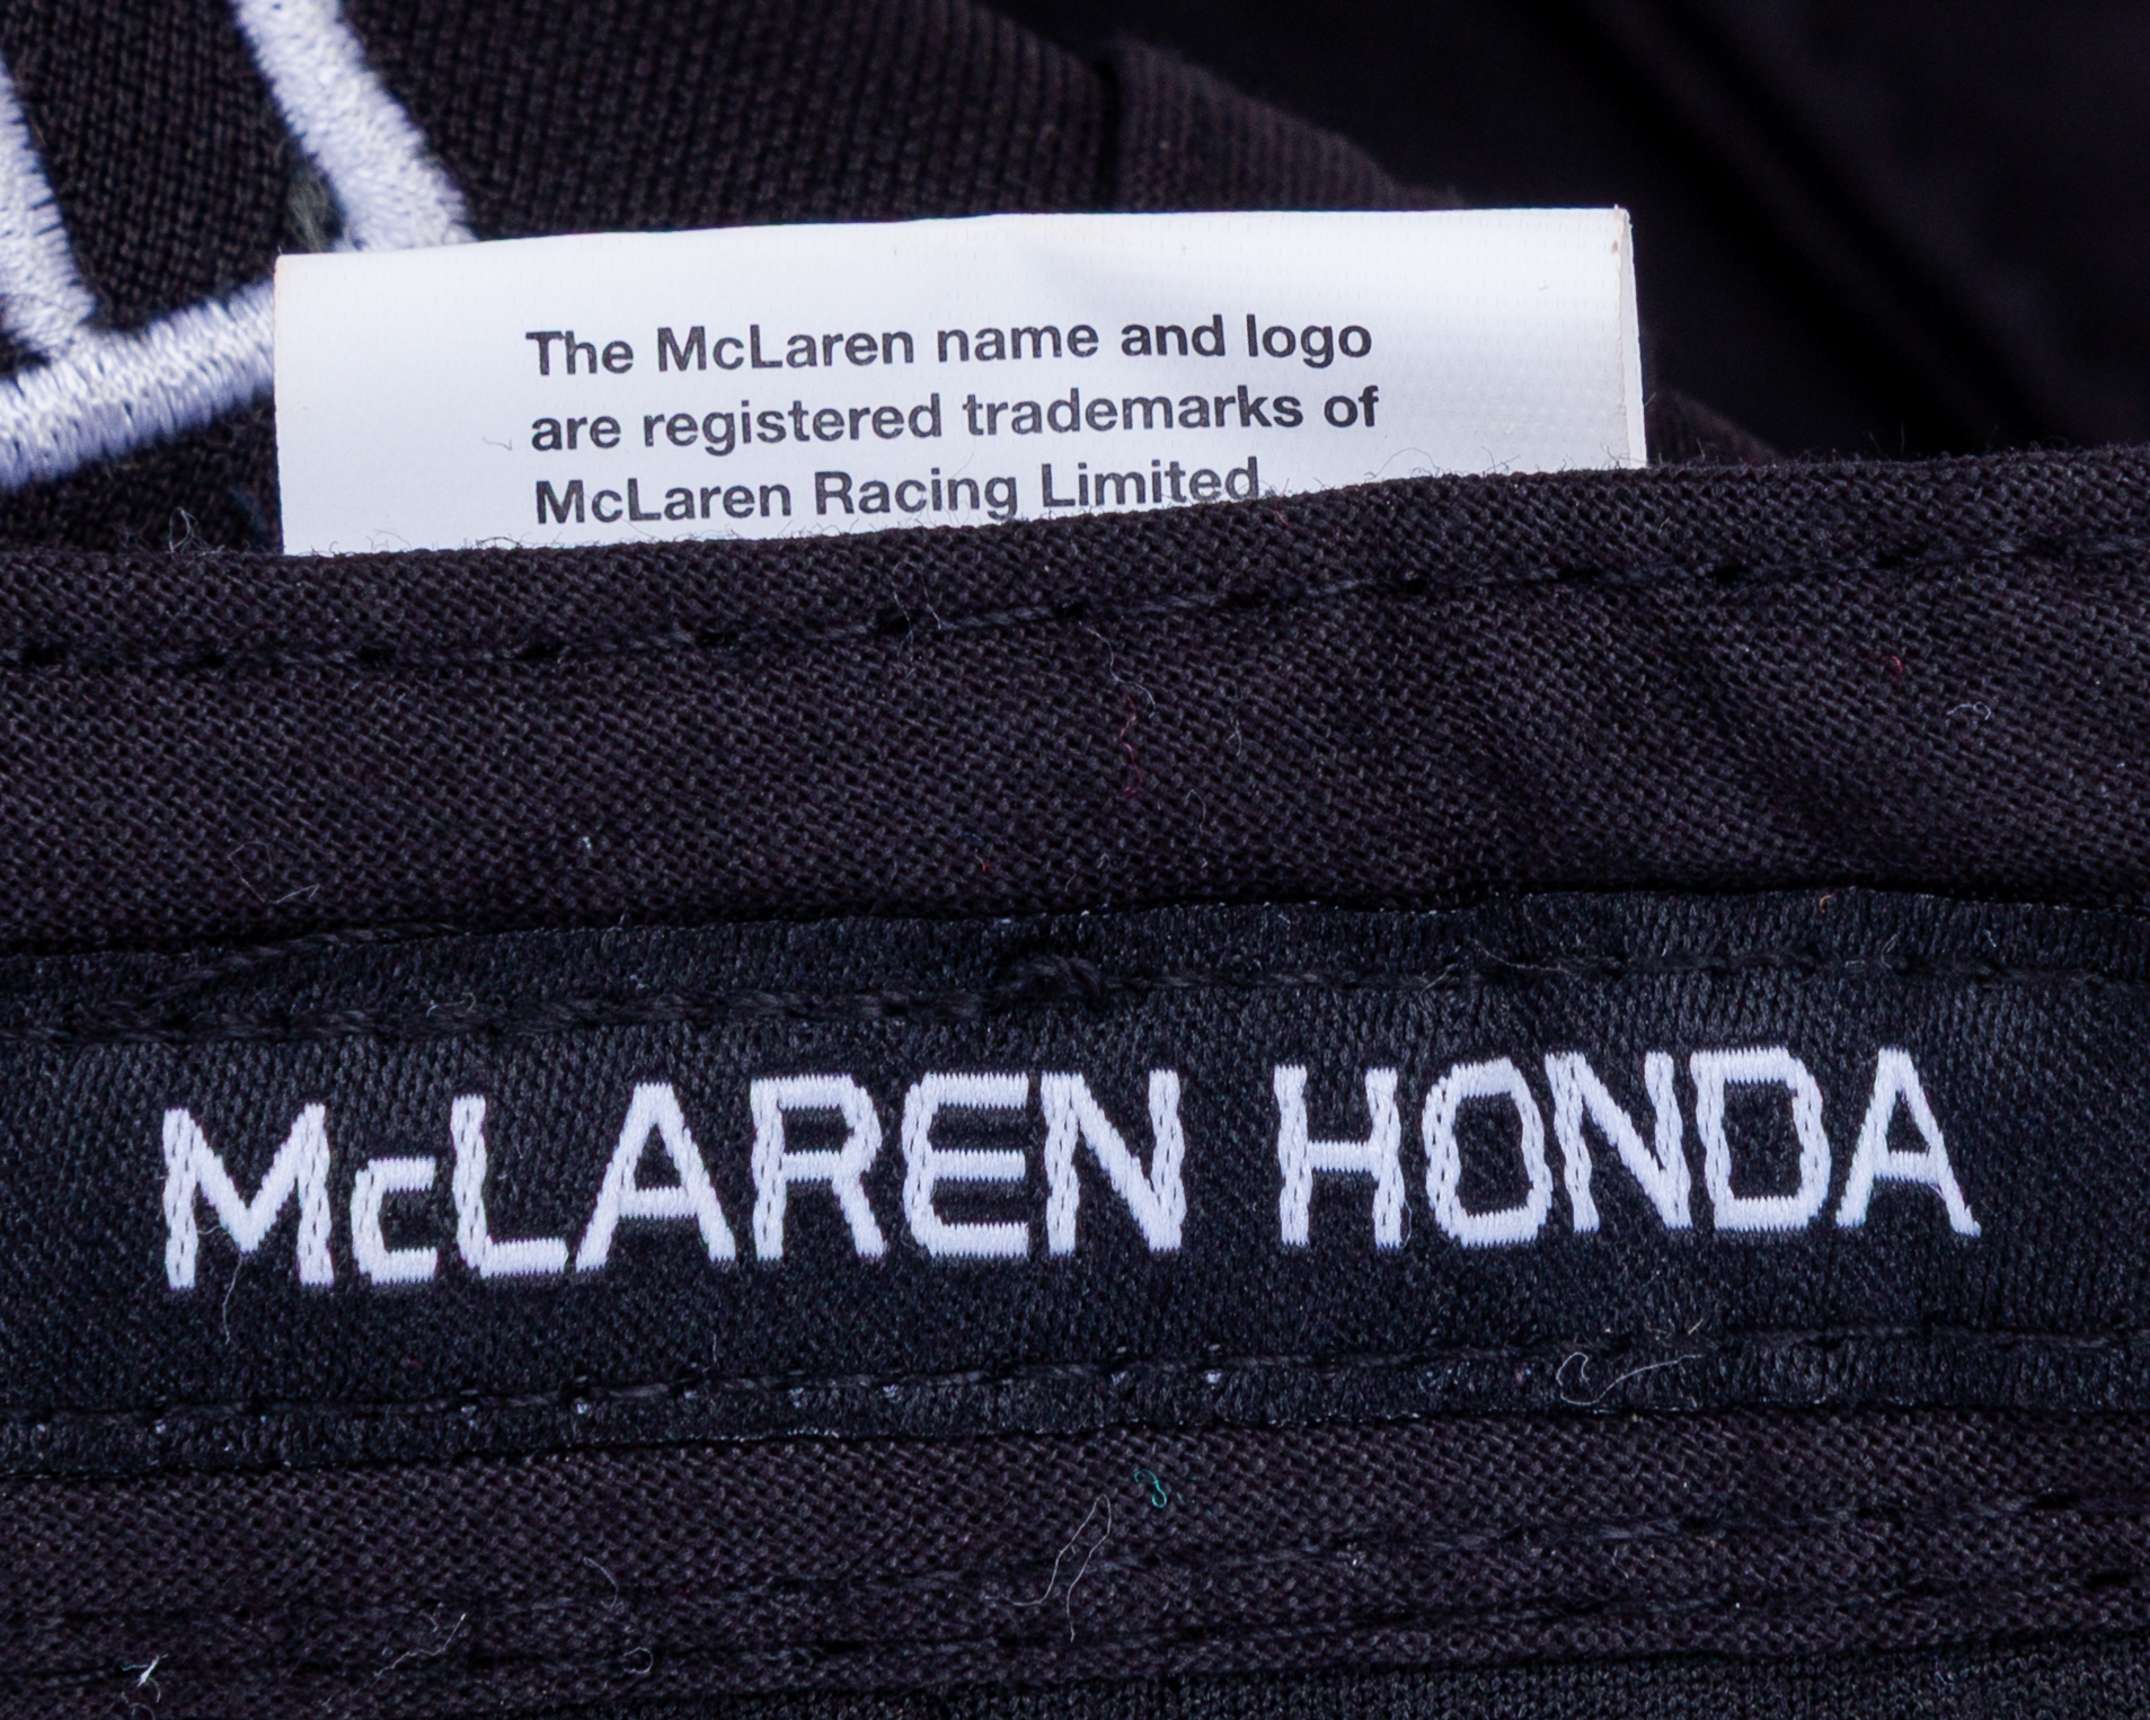 The McLaren name and logo
are registered trademarks of
McLaren Racing Limited.
McLAREN HONDA